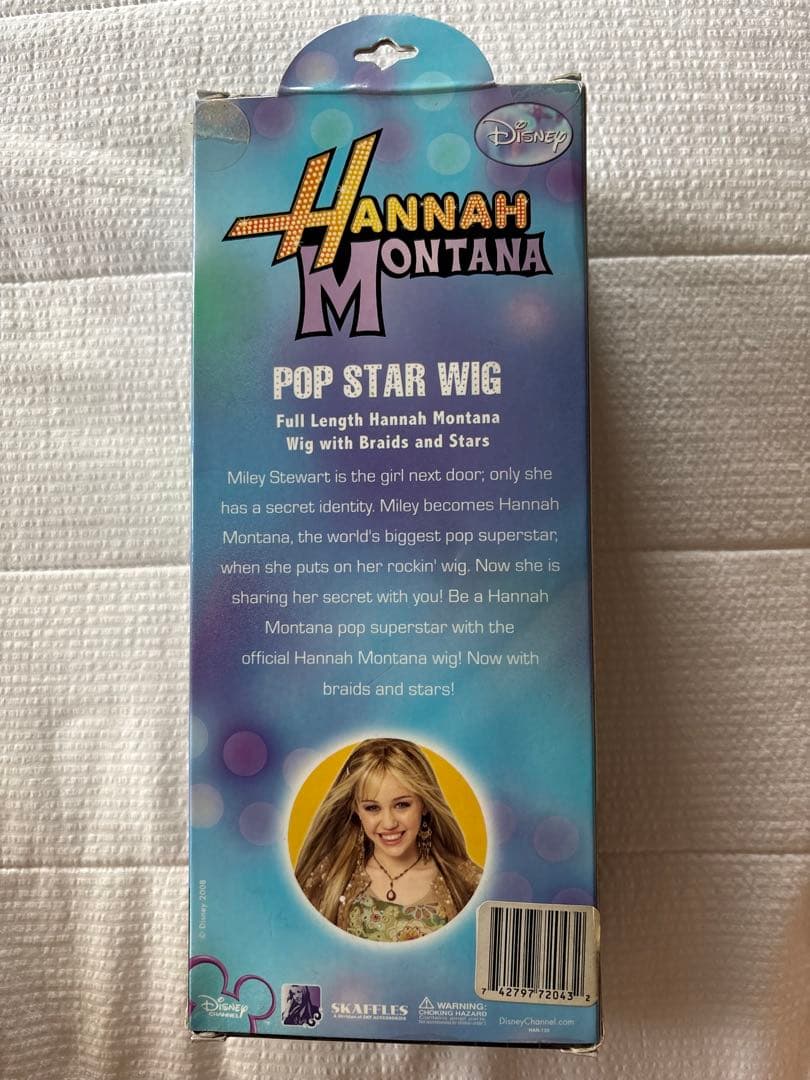 Disney
HANNAH
MONTANA
POP STAR WIG
Full Length Hannah Montana
Wig with Braids and Stars
Miley Stewart is the girl next door; only she
has a secret identity. Miley becomes Hannah
Montana, the world's biggest pop superstar,
when she puts on her rockin' wig. Now she is
sharing her secret with you! Be a Hannah
Montana pop superstar with the
official Hannah Montana wig! Now with
braids and stars!
© Disney 2008
7 42797 72043 2
Disney
CHANNEL
SKAFFLES
WARNING:
CHOKING HAZARD
DisneyChannel.com